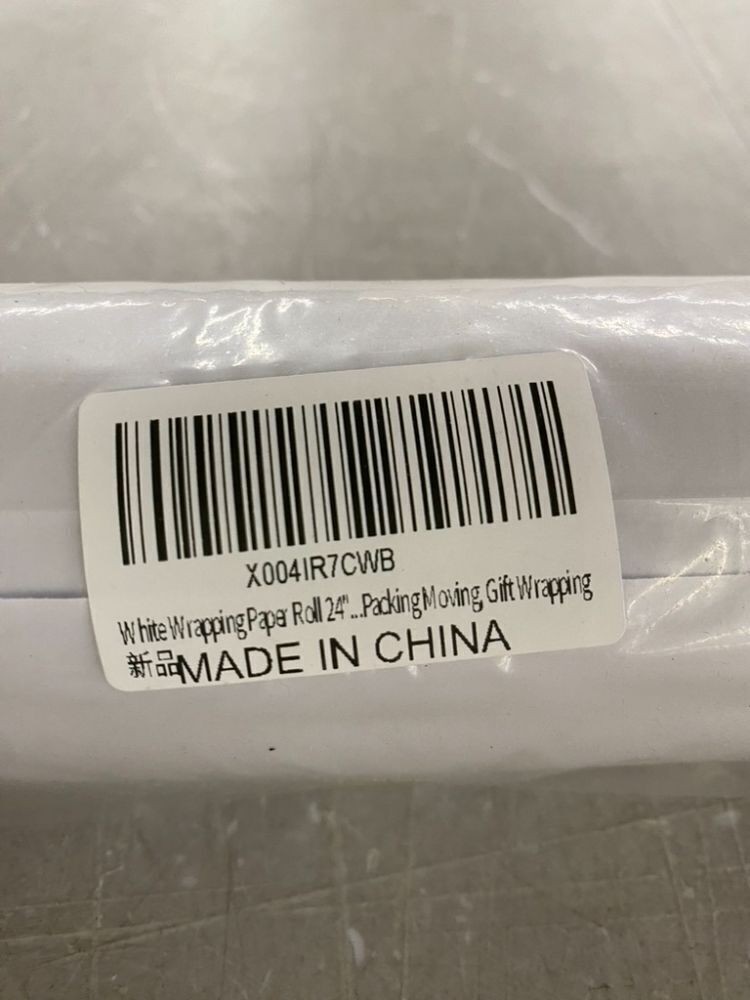 X004IR7CWB
White Wrapping Paper Roll 24"...Packing Moving, Gift Wrapping
新品MADE IN CHINA